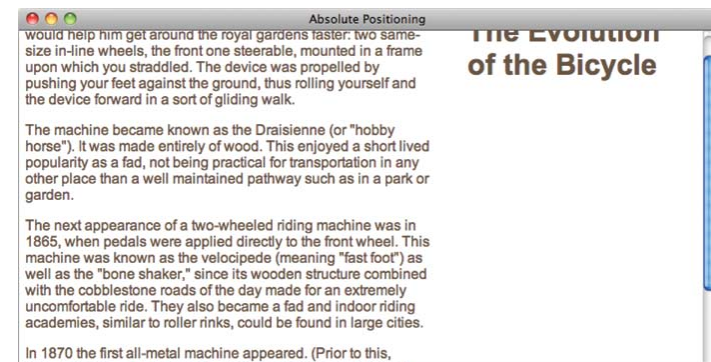 Absolute Positioning
would help him get around the royal gardens faster: two same-
size in-line wheels, the front one steerable, mounted in a frame
upon which you straddled. The device was propelled by
pushing your feet against the ground, thus rolling yourself and
the device forward in a sort of gliding walk.
The machine became known as the Draisienne (or "hobby
horse"). It was made entirely of wood. This enjoyed a short lived
popularity as a fad, not being practical for transportation in any
other place than a well maintained pathway such as in a park or
garden.
The next appearance of a two-wheeled riding machine was in
1865, when pedals were applied directly to the front wheel. This
machine was known as the velocipede (meaning "fast foot") as
well as the "bone shaker," since its wooden structure combined
with the cobblestone roads of the day made for an extremely
uncomfortable ride. They also became a fad and indoor riding
academies, similar to roller rinks, could be found in large cities.
In 1870 the first all-metal machine appeared. (Prior to this,
The Evolution
of the Bicycle